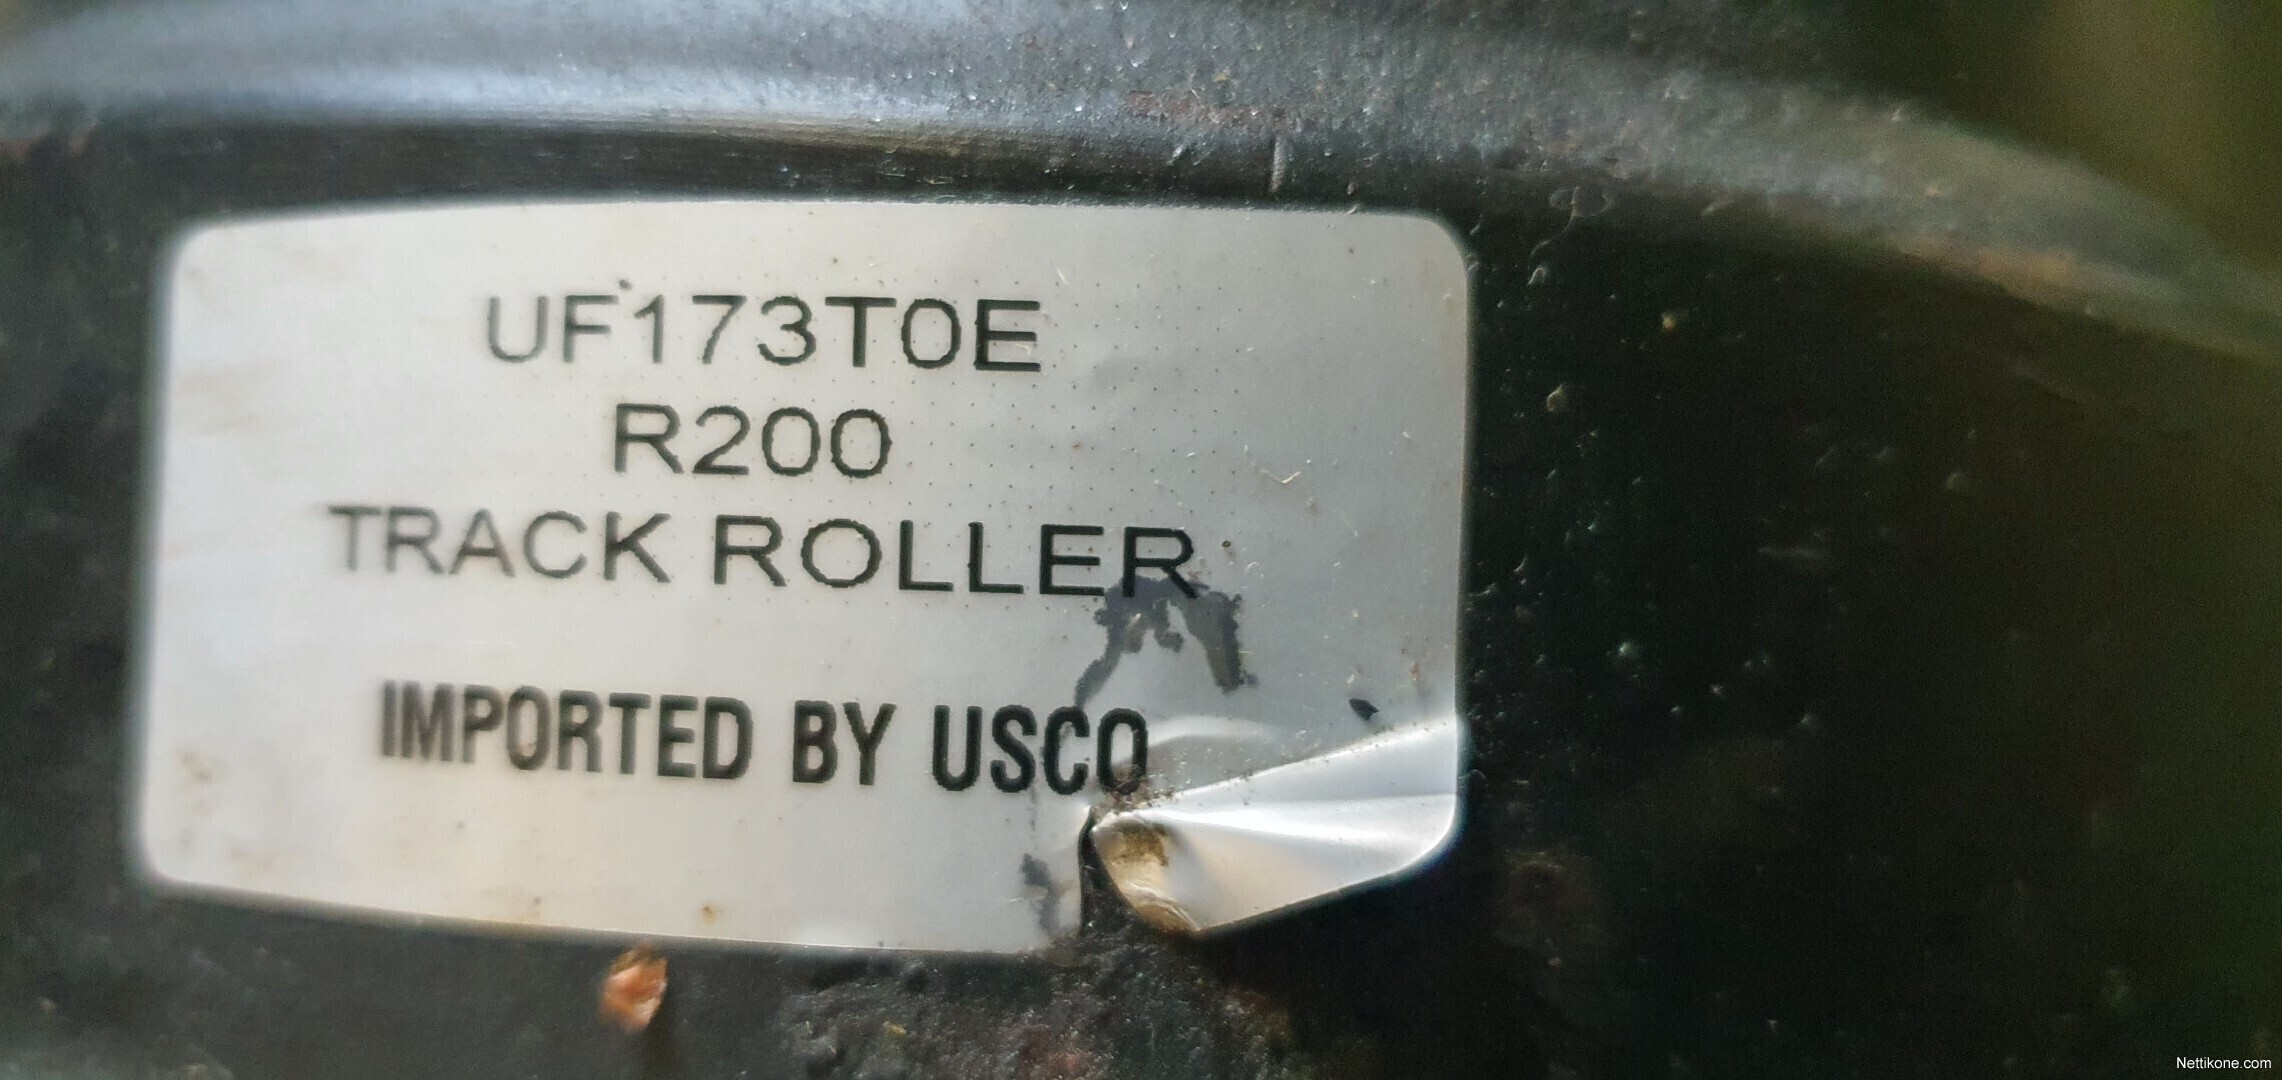 UF173T0E
R200
TRACK ROLLER
IMPORTED BY USCO
Nettikone.com